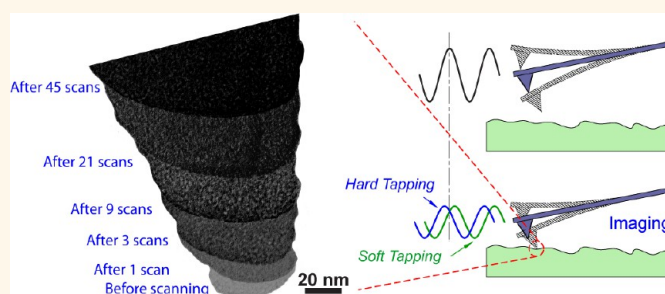 After 45 scans
After 21 scans
After 9 scans
After 3 scans
After 1 scan
Before scanning
20 nm
Hard Tapping
Soft Tapping
Imaging